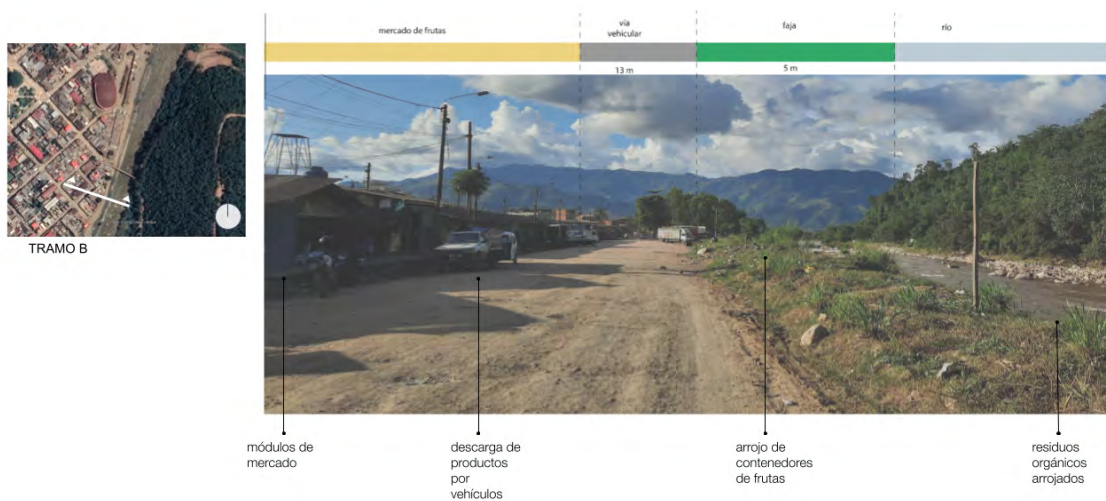 mercado de frutas
vía
vehicular
faja
río
13 m
5 m
TRAMO B
módulos de
mercado
descarga de
productos
por
vehículos
arrojo de
contenedores
de frutas
residuos
orgánicos
arrojados